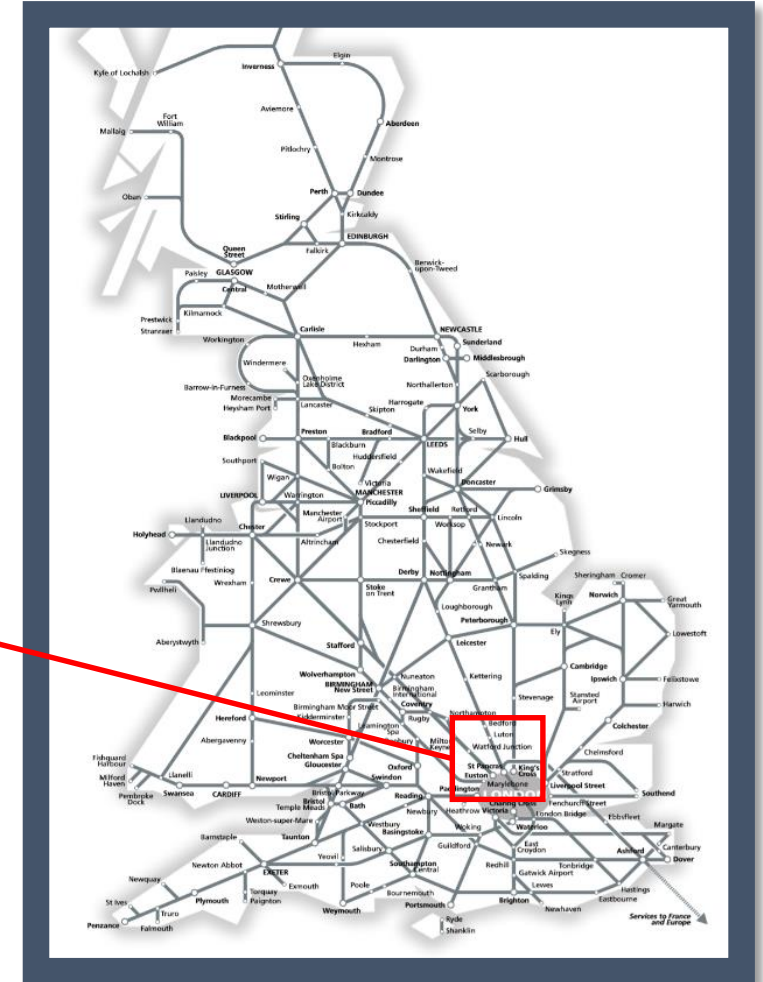 Elgin
Inverness
Kyle of Lochalsh
Aviemore
Fort
William
Mallaig
Aberdeen
Pitlochry
Montrose
Oban
Perth
Dundee
Stirling
Kirkcaldy
EDINBURGH
Queen
Street
Falkirk
Berwick-
upon-Tweed
Paisley
GLASGOW
Central
Motherwell
Prestwick
Kilmarnock
Stranraer
Carlisle
NEWCASTLE
Workington
Hexham
Sunderland
Durham
Darlington
Middlesbrough
Windermere
Scarborough
Oxenholme
Lake District
Barrow-in-Furness
Northallerton
Morecambe
Heysham Port
Lancaster
Harrogate
Skipton
York
Blackpool
Preston
Bradford
Selby
Hull
Blackburn
LEEDS
Huddersfield
Southport
Bolton
Wakefield
Wigan
Victoria
Doncaster
LIVERPOOL
Warrington
MANCHESTER
Piccadilly
Grimsby
Manchester
Airport
Stockport
Sheffield
Retford
Worksop
Lincoln
Llandudno
Chester
Holyhead
Llandudno
Junction
Altrincham
Chesterfield
Newark
Skegness
Blaenau Ffestiniog
Wrexham
Crewe
Stoke
on Trent
Derby
Nottingham
Grantham
Spalding
Sheringham
Cromer
Pwllheli
Kings
Lynn
Norwich
Great
Yarmouth
Loughborough
Peterborough
Shrewsbury
Ely
Lowestoft
Aberystwyth
Stafford
Leicester
Cambridge
Wolverhampton
Nuneaton
Kettering
Ipswich
Felixstowe
BIRMINGHAM
New Street
Birmingham
International
Leominster
Stevenage
Stansted
Airport
Harwich
Birmingham Moor Street
Coventry
Kidderminster
Rugby
Northampton
Bedford
Hereford
Leamington
Spa
Colchester
Worcester
Banbury
Milton
Keynes
Luton
Abergavenny
Watford Junction
Chelmsford
Cheltenham Spa
Gloucester
Oxford
St Pancras
King's
Cross
Euston
Stratford
Fishguard
Harbour
Llanelli
Swindon
Marylebone
Liverpool Street
Milford
Haven
Newport
Paddington
LONDON
Southend
Pembroke
Dock
Swansea
CARDIFF
Bristol Parkway
Reading
Fenchurch Street
Bristol
Temple Meads
Bath
Newbury
Heathrow
Victoria
Charing Cross
London Bridge
Ebbsfleet
Weston-super-Mare
Westbury
Waterloo
Margate
Barnstaple
Taunton
Basingstoke
Woking
East
Croydon
Canterbury
Salisbury
Guildford
Ashford
Dover
Newton Abbot
Yeovil
Southampton
Central
Redhill
Tonbridge
EXETER
Gatwick Airport
Newquay
Exmouth
Poole
Lewes
Hastings
St Ives
Plymouth
Torquay
Paignton
Bournemouth
Eastbourne
Truro
Weymouth
Portsmouth
Brighton
Newhaven
Penzance
Falmouth
Ryde
Shanklin
Services to France
and Europe